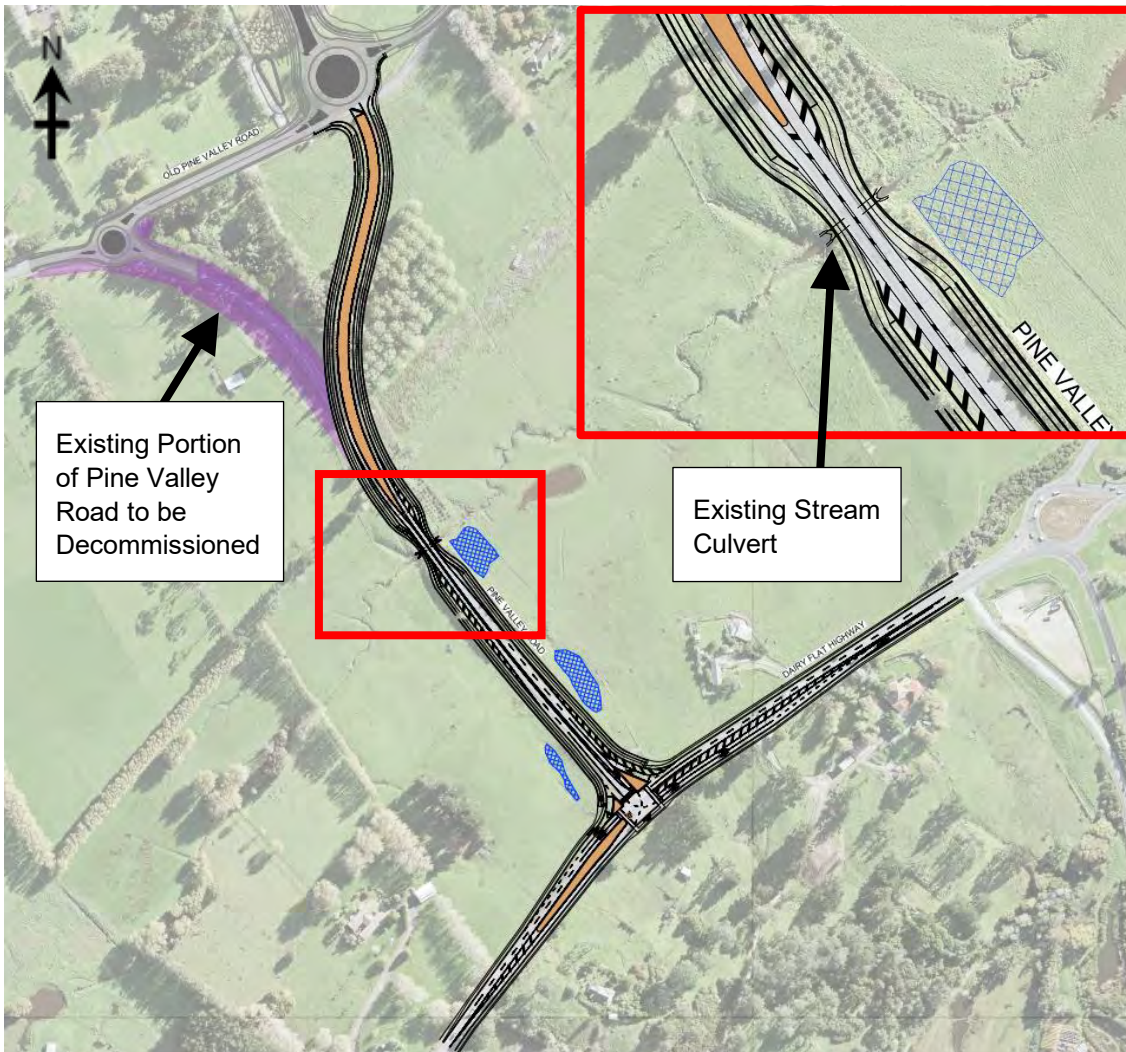 N
OLD PINE VALLEY ROAD
PINE VALLEY
Existing Portion
of Pine Valley
Road to be
Decommissioned
Existing Stream
Culvert
PINE VALLEY ROAD
DAIRY FLAT HIGHWAY